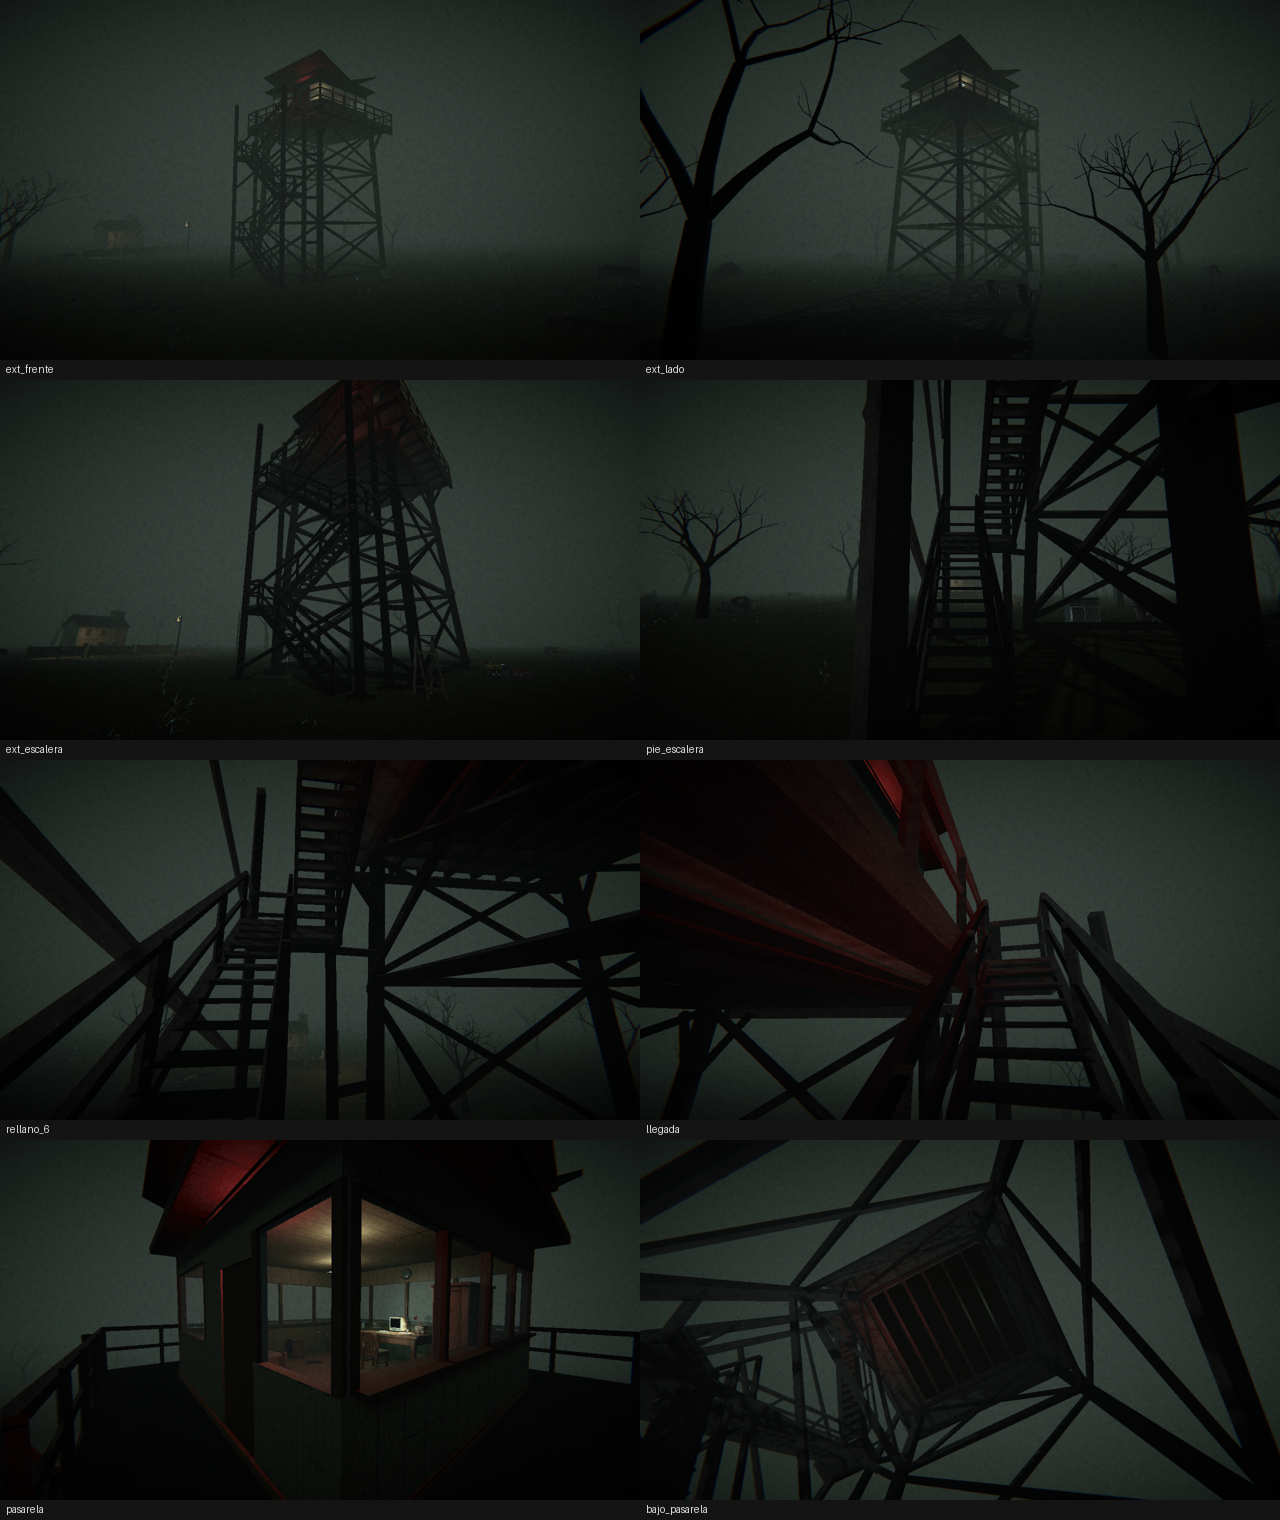 ext_frente
ext_lado
ext_escalera
pie_escalera
rellano_6
llegada
pasarela
bajo_pasarela